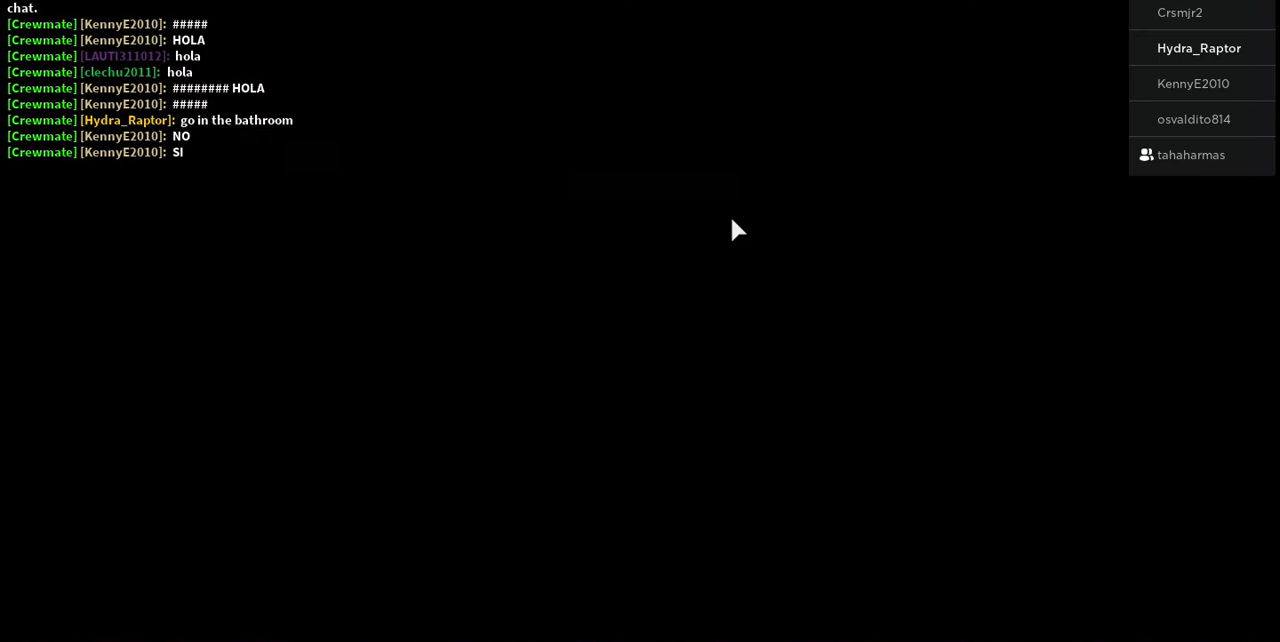 chat.
[Crewmate] [KennyE2010]: #####
[Crewmate] [KennyE2010]: HOLA
[Crewmate] [LAUTI311012]: hola
[Crewmate] [clechu2011]: hola
[Crewmate] [KennyE2010]: ######## HOLA
[Crewmate] [KennyE2010]: #####
[Crewmate] [Hydra_Raptor]: go in the bathroom
[Crewmate] [KennyE2010]: NO
[Crewmate] [KennyE2010]: SI
Crsmjr2
Hydra_Raptor
KennyE2010
osvaldito814
tahaharmas